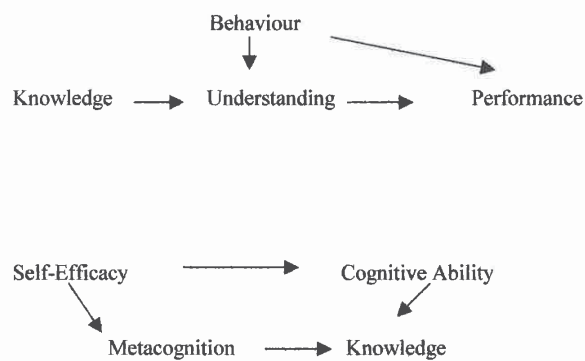 Behaviour
Knowledge Understanding Performance
Self-Efficacy Cognitive Ability
Metacognition Knowledge